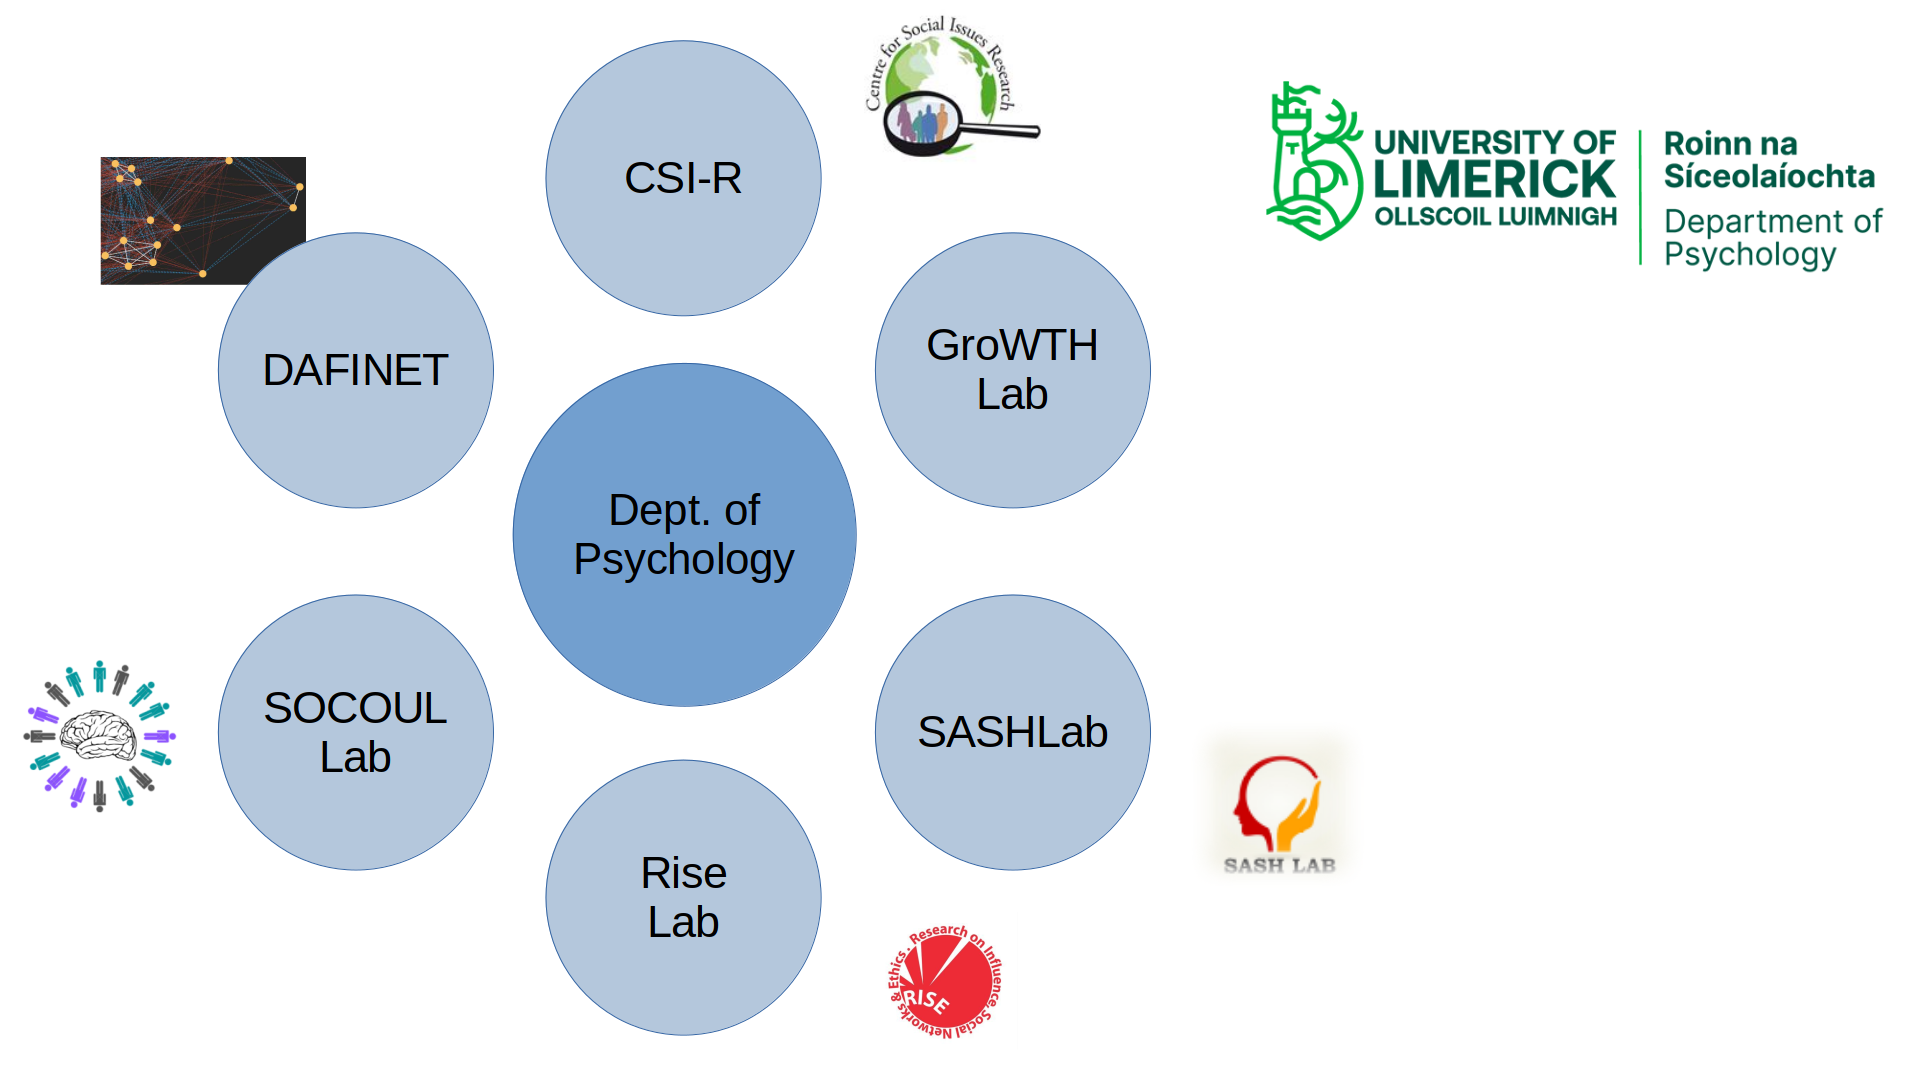 Centre for Social Issues Research
CSI-R
UNIVERSITY OF
LIMERICK
OLLSCOIL LUIMNIGH
Roinn na
Síceolaíochta
Department of
Psychology
DAFINET
GroWTH
Lab
Dept. of
Psychology
SOCOUL
Lab
SASHLab
SASH LAB
Rise
Lab
Research on Influence, Social Networks & Ethics .
RISE